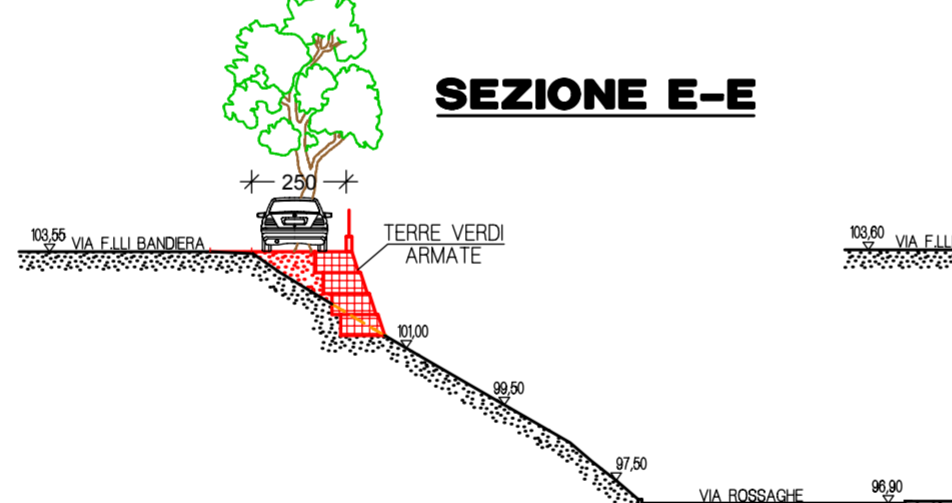 SEZIONE E-E
250
103,55 VIA F.LLI BANDIERA
TERRE VERDI
ARMATE
103,60 VIA F.LL
101,00
99,50
97,50
VIA ROSSAGHE 96,90